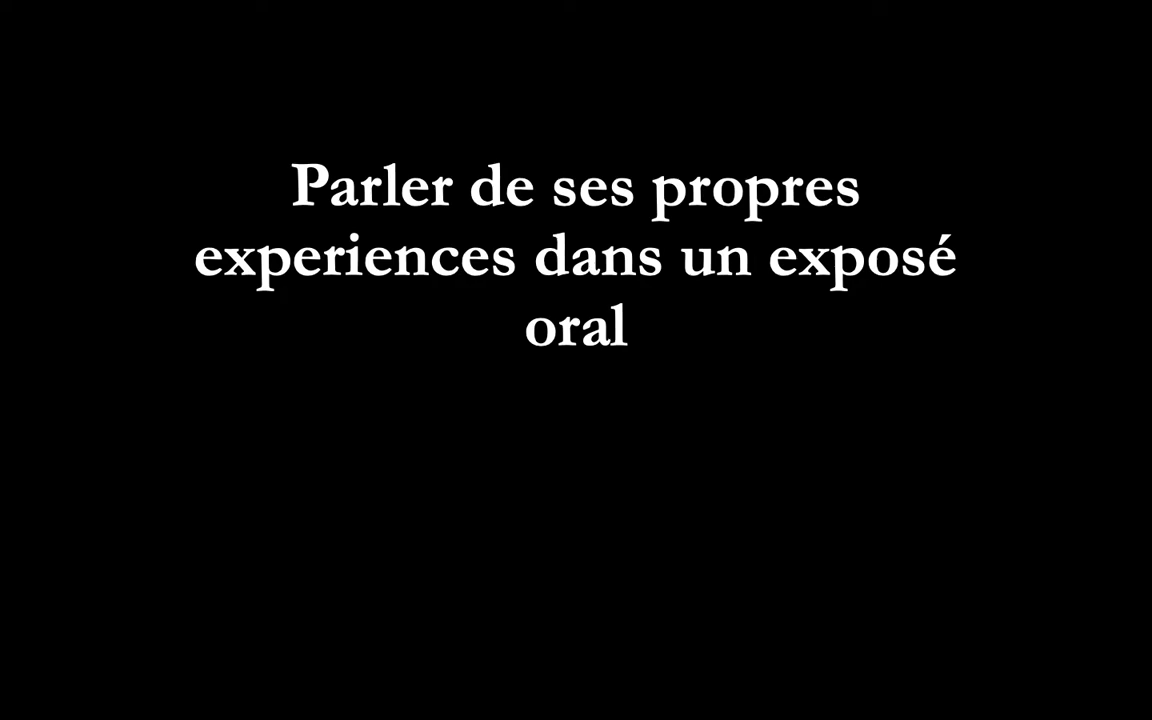 Parler de ses propres
experiences dans un exposé
oral